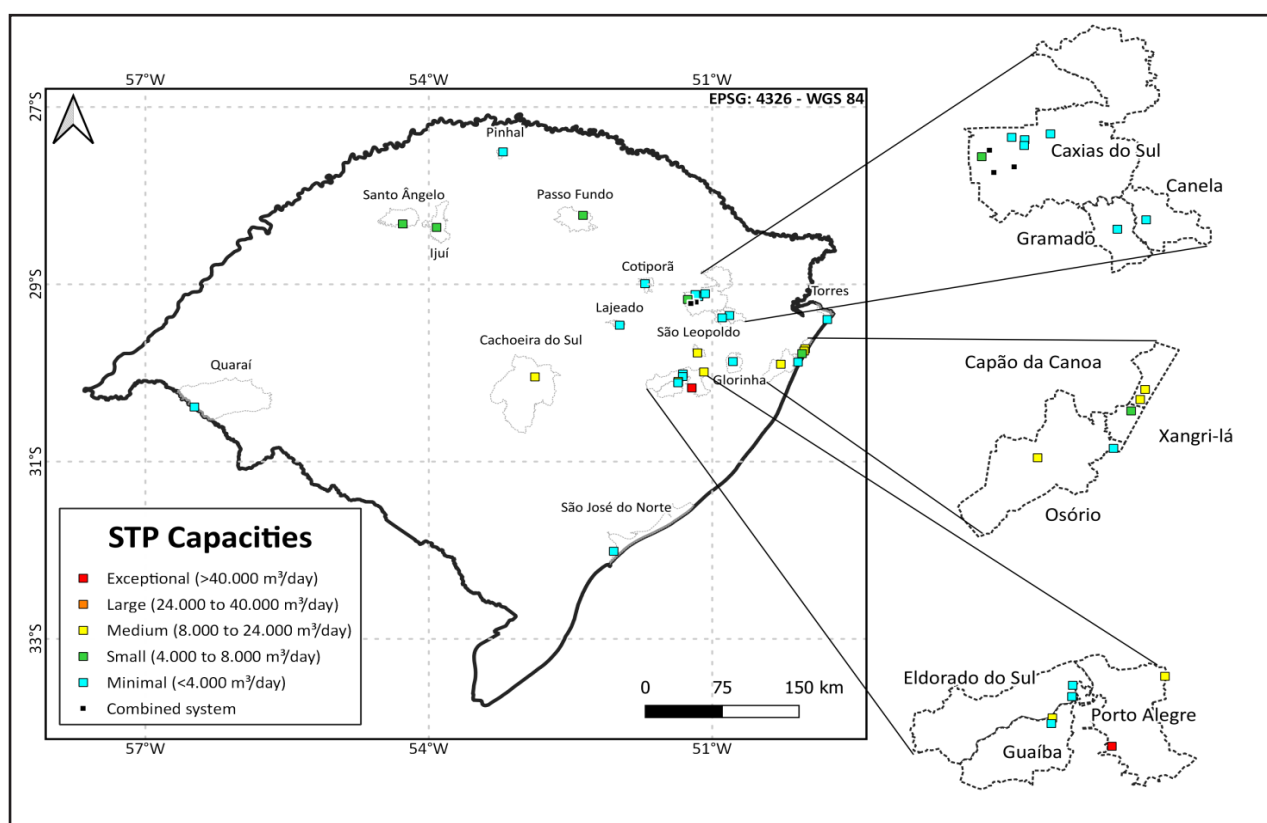 57°W
54°W
51°W
EPSG: 4326 - WGS 84
27°S
Pinhal
Santo Ângelo
Passo Fundo
Ijuí
29°S
Cotiporã
Torres
Lajeado
São Leopoldo
Cachoeira do Sul
Quaraí
Glorinha
31°S
São José do Norte
33°S
STP Capacities
Exceptional (>40.000 m³/day)
Large (24.000 to 40.000 m³/day)
Medium (8.000 to 24.000 m³/day)
Small (4.000 to 8.000 m³/day)
Minimal (<4.000 m³/day)
Combined system
0 75 150 km
57°W
54°W
51°W
Caxias do Sul
Canela
Gramado
Capão da Canoa
Xangri-lá
Osório
Eldorado do Sul
Porto Alegre
Guaíba